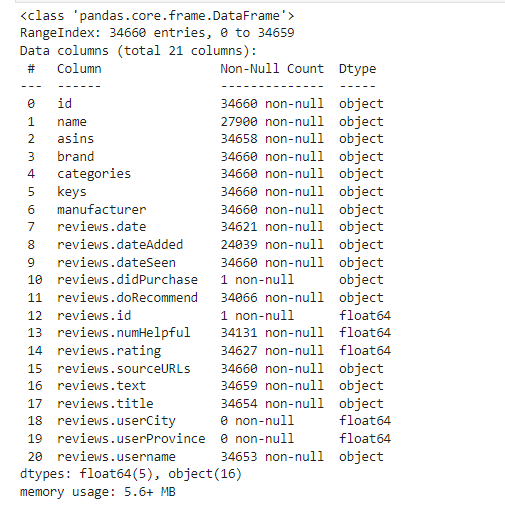 <class 'pandas.core.frame.DataFrame'>
RangeIndex: 34660 entries, 0 to 34659
Data columns (total 21 columns):
 #   Column                Non-Null Count  Dtype
---  ------                --------------  -----
 0   id                    34660 non-null  object
 1   name                  27900 non-null  object
 2   asins                 34658 non-null  object
 3   brand                 34660 non-null  object
 4   categories            34660 non-null  object
 5   keys                  34660 non-null  object
 6   manufacturer          34660 non-null  object
 7   reviews.date          34621 non-null  object
 8   reviews.dateAdded     24039 non-null  object
 9   reviews.dateSeen      34660 non-null  object
 10  reviews.didPurchase   1 non-null      object
 11  reviews.doRecommend   34066 non-null  object
 12  reviews.id            1 non-null      float64
 13  reviews.numHelpful    34131 non-null  float64
 14  reviews.rating        34627 non-null  float64
 15  reviews.sourceURLs    34660 non-null  object
 16  reviews.text          34659 non-null  object
 17  reviews.title         34654 non-null  object
 18  reviews.userCity      0 non-null      float64
 19  reviews.userProvince  0 non-null      float64
 20  reviews.username      34653 non-null  object
dtypes: float64(5), object(16)
memory usage: 5.6+ MB